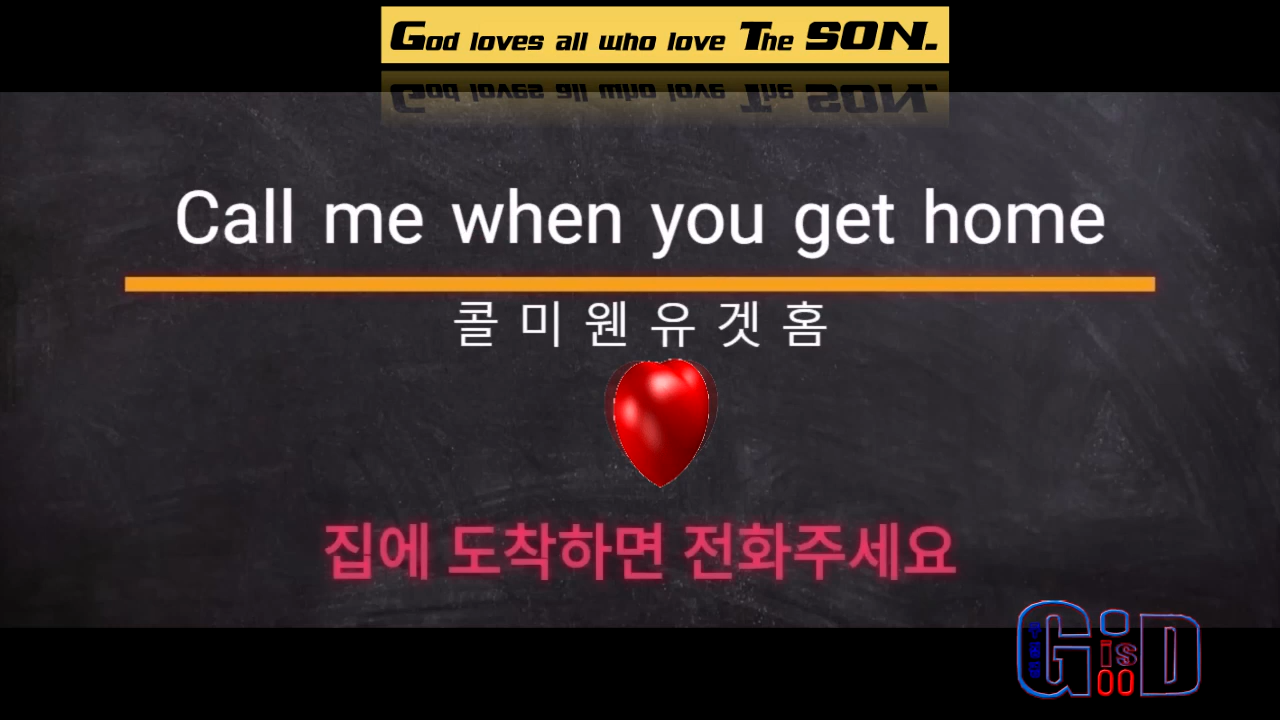 God loves all who love The SON.
Call me when you get home
콜 미 웬 유 겟 홈
집에 도착하면 전화주세요
G is D